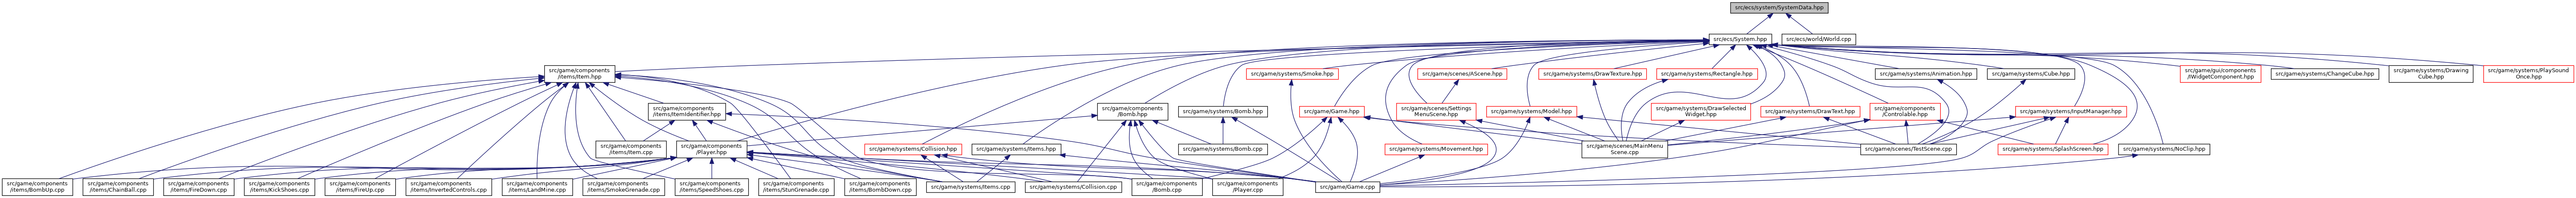 src/ecs/system/SystemData.hpp
src/ecs/System.hpp
src/ecs/world/World.cpp
src/game/components
/items/Item.hpp
src/game/systems/Smoke.hpp
src/game/scenes/AScene.hpp
src/game/systems/DrawTexture.hpp
src/game/systems/Rectangle.hpp
src/game/systems/Animation.hpp
src/game/systems/Cube.hpp
src/game/gui/components
/IWidgetComponent.hpp
src/game/systems/ChangeCube.hpp
src/game/systems/Drawing
Cube.hpp
src/game/systems/PlaySound
Once.hpp
src/game/components
/items/ItemIdentifier.hpp
src/game/components
/Bomb.hpp
src/game/systems/Bomb.hpp
src/game/Game.hpp
src/game/scenes/Settings
MenuScene.hpp
src/game/systems/Model.hpp
src/game/systems/DrawSelected
Widget.hpp
src/game/systems/DrawText.hpp
src/game/components
/Controllable.hpp
src/game/systems/InputManager.hpp
src/game/components
/items/Item.cpp
src/game/components
/Player.hpp
src/game/systems/Collision.hpp
src/game/systems/Items.hpp
src/game/systems/Bomb.cpp
src/game/systems/Movement.hpp
src/game/scenes/MainMenu
Scene.cpp
src/game/scenes/TestScene.cpp
src/game/systems/SplashScreen.hpp
src/game/systems/NoClip.hpp
src/game/components
/items/BombUp.cpp
src/game/components
/items/ChainBall.cpp
src/game/components
/items/FireDown.cpp
src/game/components
/items/KickShoes.cpp
src/game/components
/items/FireUp.cpp
src/game/components
/items/InvertedControls.cpp
src/game/components
/items/LandMine.cpp
src/game/components
/items/SmokeGrenade.cpp
src/game/components
/items/SpeedShoes.cpp
src/game/components
/items/StunGrenade.cpp
src/game/components
/items/BombDown.cpp
src/game/systems/Items.cpp
src/game/systems/Collision.cpp
src/game/components
/Bomb.cpp
src/game/components
/Player.cpp
src/game/Game.cpp